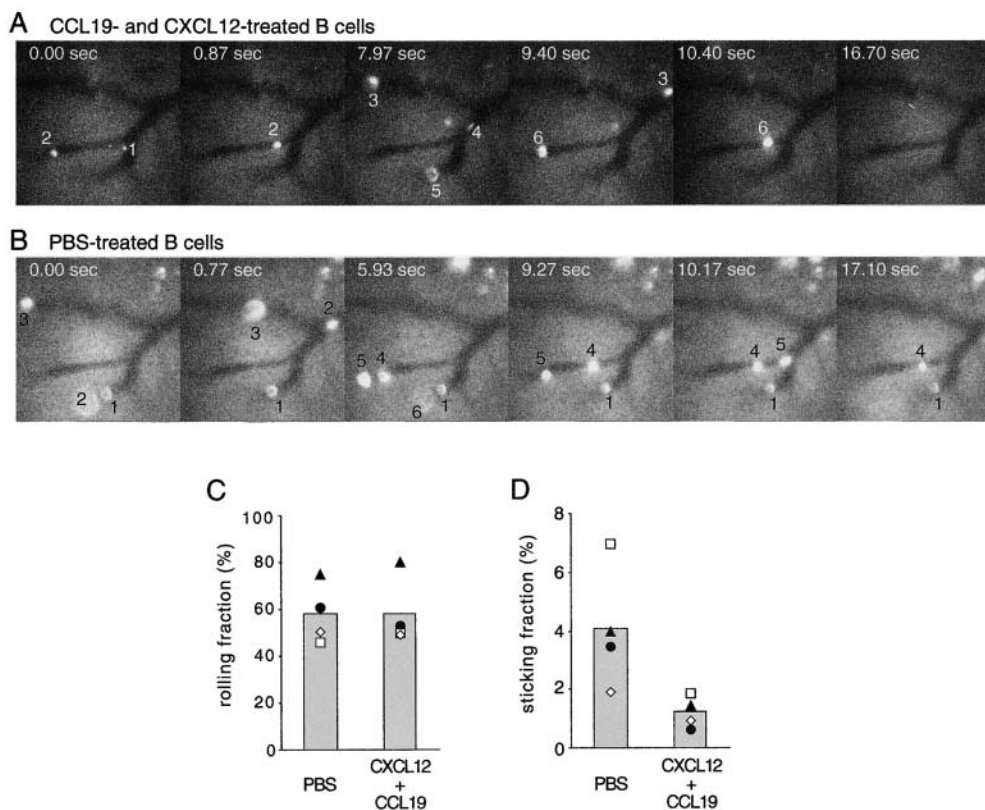 A CCL19- and CXCL12-treated B cells
0.00 sec 0.87 sec 7.97 sec 9.40 sec 10.40 sec 16.70 sec
2 1 2 3 4 5 6 3 6
B PBS-treated B cells
0.00 sec 0.77 sec 5.93 sec 9.27 sec 10.17 sec 17.10 sec
3 2 1 3 2 1 5 4 6 1 5 4 1 4 5 1 4 1
C
rolling fraction (%)
100
80
60
40
20
0
PBS
CXCL12
+
CCL19
D
sticking fraction (%)
8
6
4
2
0
PBS
CXCL12
+
CCL19